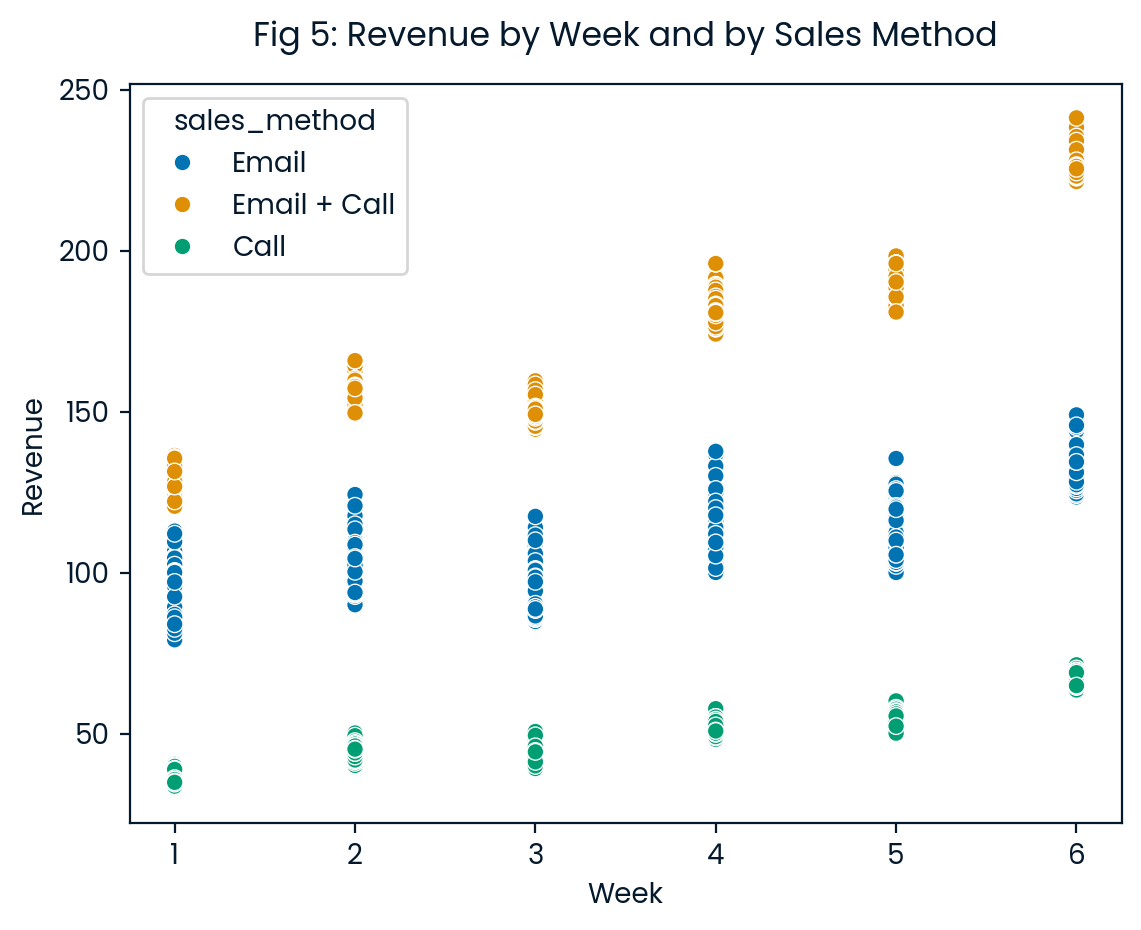 Fig 5: Revenue by Week and by Sales Method
250
200
150
100
50
Revenue
sales_method
Email
Email + Call
Call
1 2 3 4 5 6
Week